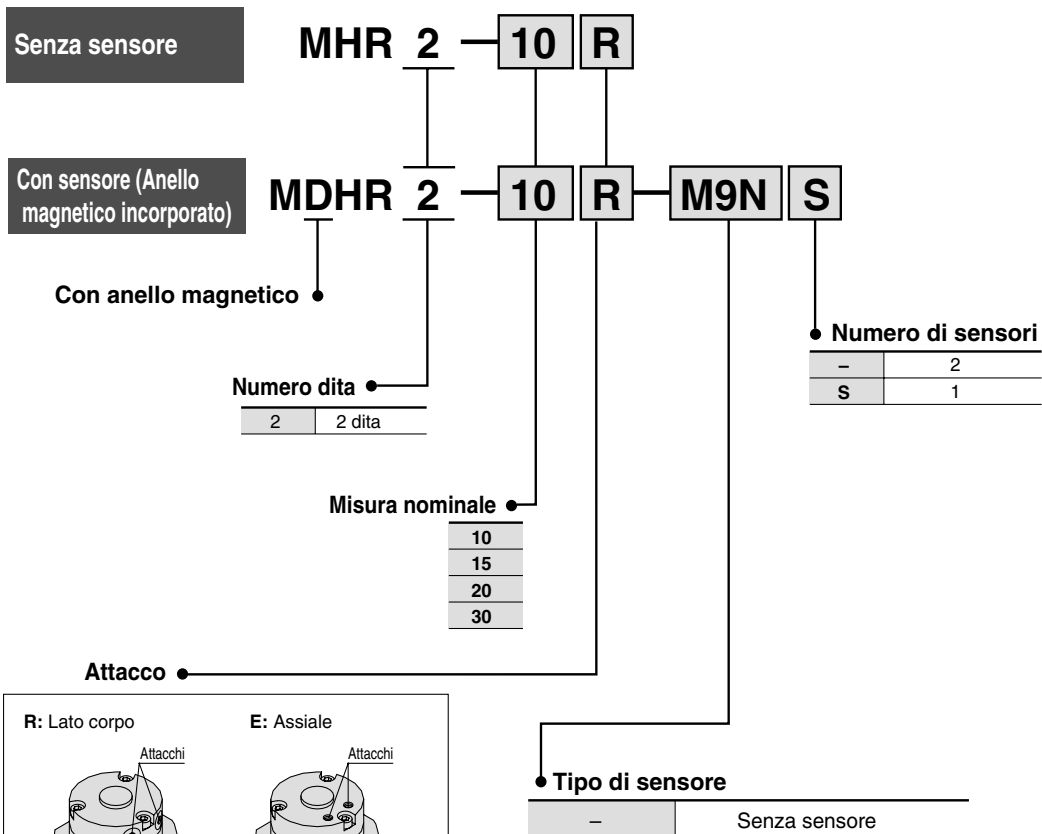 Senza sensore
MHR 2 — 10 R
Con sensore (Anello
magnetico incorporato)
MDHR 2 — 10 R — M9N S
Con anello magnetico
Numero di sensori
– 2
S 1
Numero dita
2 2 dita
Misura nominale
10
15
20
30
Attacco
R: Lato corpo E: Assiale
Attacchi Attacchi
Tipo di sensore
– Senza sensore